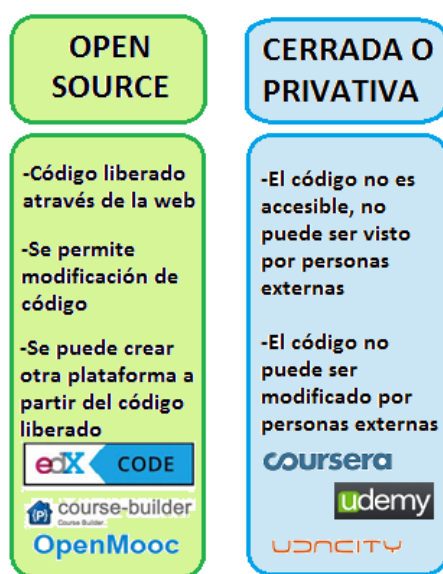 OPEN
SOURCE
-Código liberado
através de la web
-Se permite
modificación de
código
-Se puede crear
otra plataforma a
partir del código
liberado
edX CODE
course-builder
Course Builder
OpenMooc
CERRADA O
PRIVATIVA
-El código no es
accesible, no
puede ser visto
por personas
externas
-El código no
puede ser
modificado por
personas externas
coursera
udemy
UDACITY